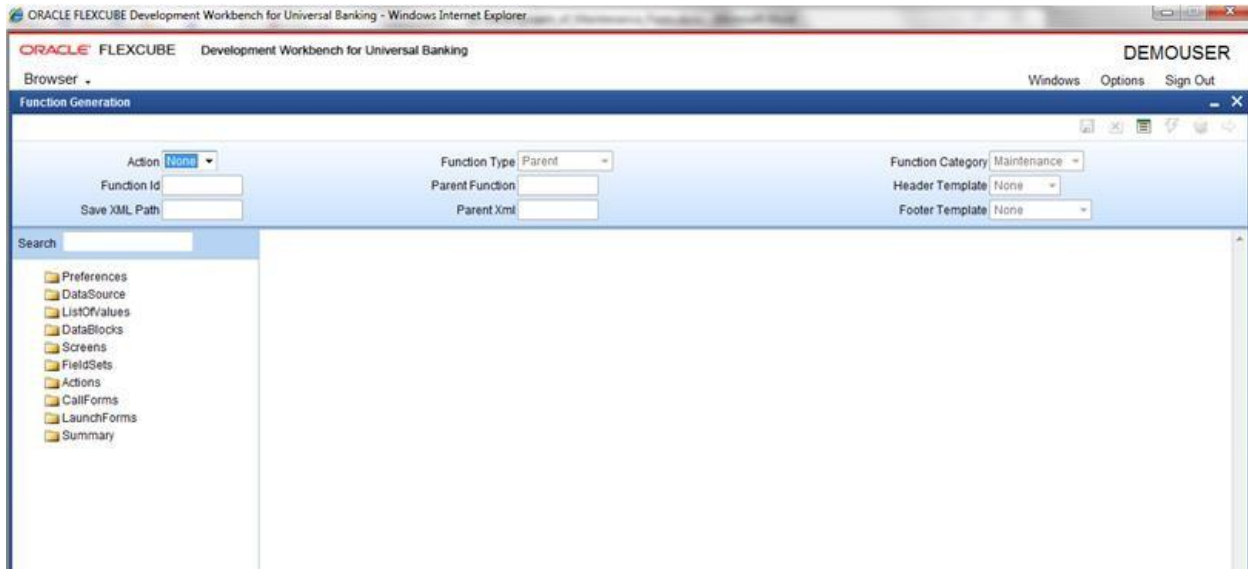 ORACLE FLEXCUBE Development Workbench for Universal Banking - Windows Internet Explorer
ORACLE FLEXCUBE Development Workbench for Universal Banking
DEMOUSER
Browser
Windows Options Sign Out
Function Generation
Action None Function Type Parent Function Category Maintenance
Function Id Parent Function Header Template None
Save XML Path Parent Xml Footer Template None
Search
Preferences
DataSource
ListOfValues
DataBlocks
Screens
FieldSets
Actions
CallForms
LaunchForms
Summary